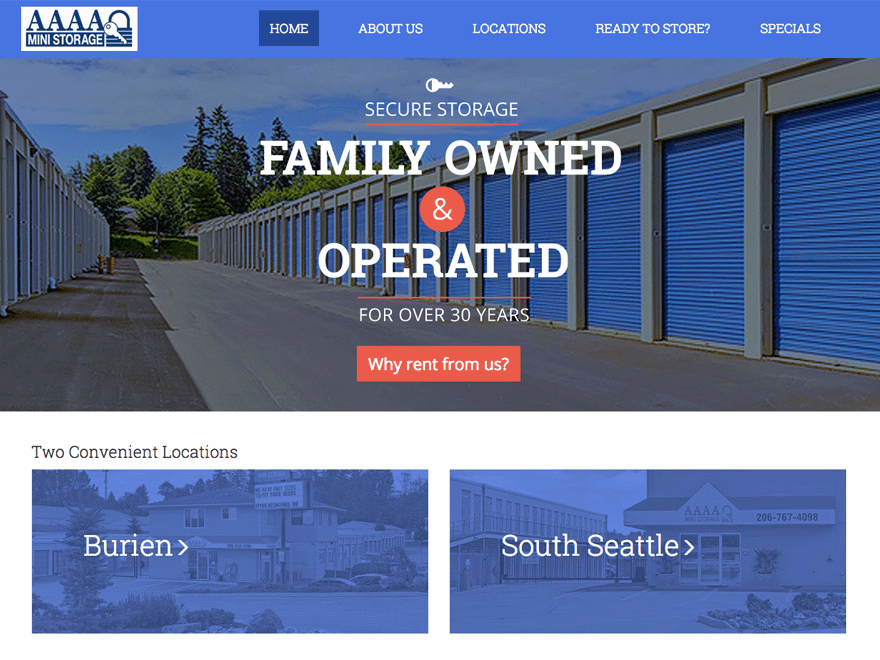 AAAA
MINI STORAGE
HOME
ABOUT US
LOCATIONS
READY TO STORE?
SPECIALS
SECURE STORAGE
FAMILY OWNED
&
OPERATED
FOR OVER 30 YEARS
Why rent from us?
Two Convenient Locations
Burien
South Seattle
AAAA
MINI STORAGE
206-767-4098